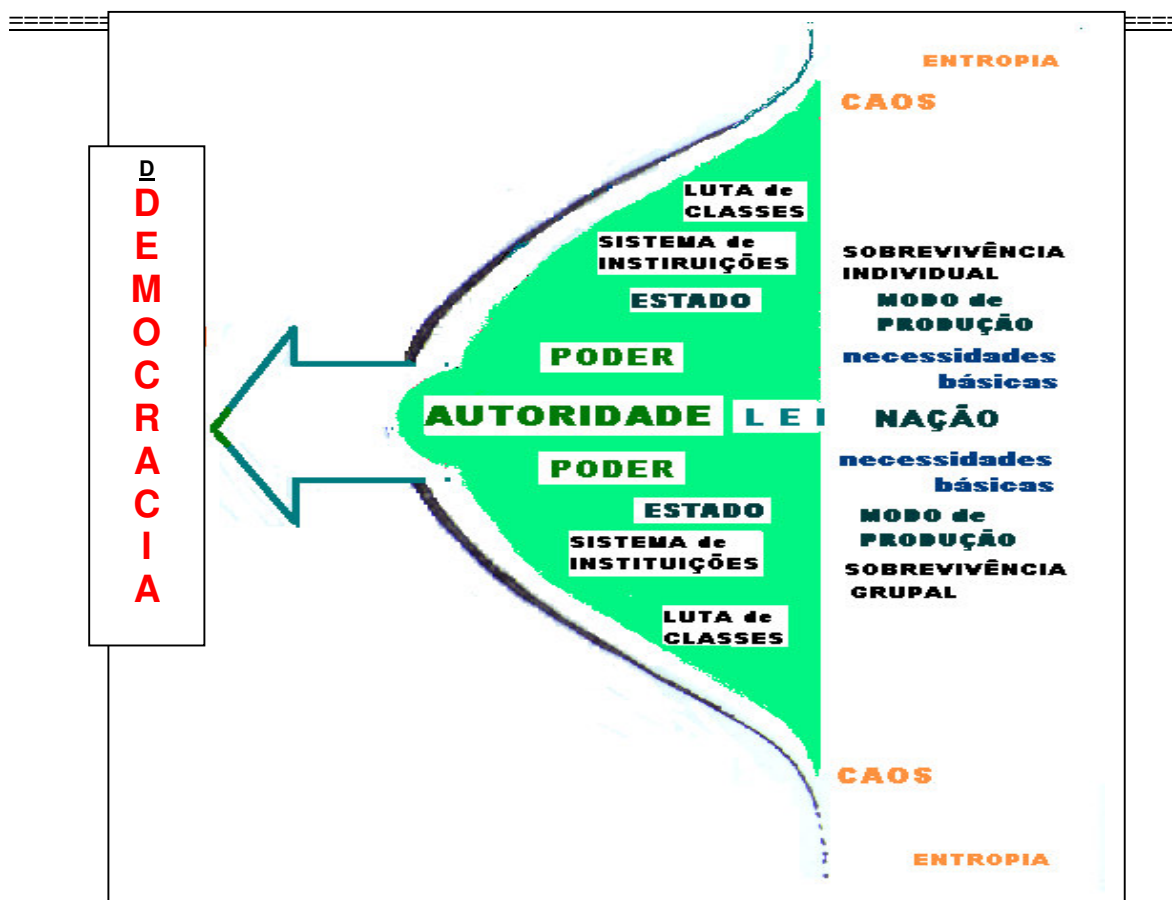 ENTROPIA
CAOS
D
D
E
M
O
C
R
A
C
I
A
LUTA de
CLASSES
SISTEMA de
INSTIRUIÇÕES
SOBREVIVÊNCIA
INDIVIDUAL
ESTADO
MODO de
PRODUÇÃO
PODER
necessidades
básicas
AUTORIDADE
L E I
NAÇÃO
PODER
necessidades
básicas
ESTADO
MODO de
PRODUÇÃO
SISTEMA de
INSTITUIÇÕES
SOBREVIVÊNCIA
GRUPAL
LUTA de
CLASSES
CAOS
ENTROPIA